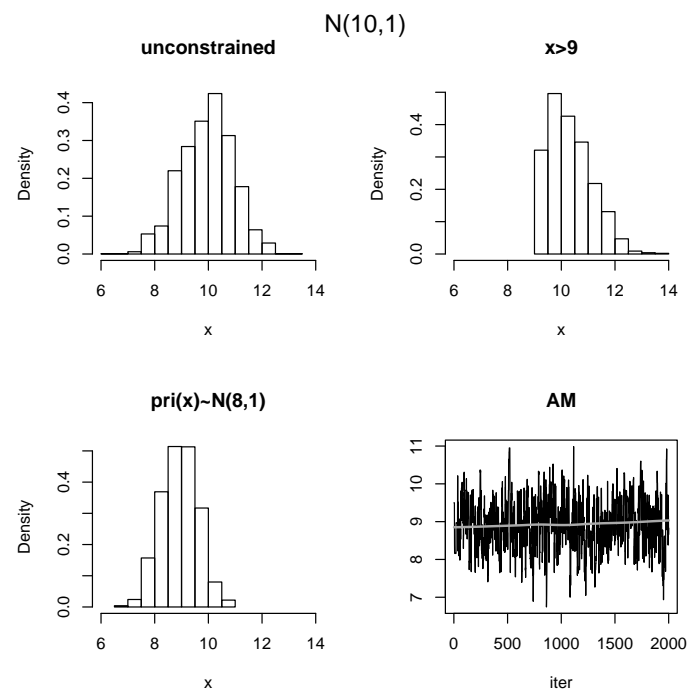 N(10,1)
unconstrained
Density
0.0 0.1 0.2 0.3 0.4
6 8 10 12 14
x
x>9
Density
0.0 0.2 0.4
6 8 10 12 14
x
pri(x)~N(8,1)
Density
0.0 0.2 0.4
6 8 10 12 14
x
AM
7 8 9 10 11
0 500 1000 1500 2000
iter